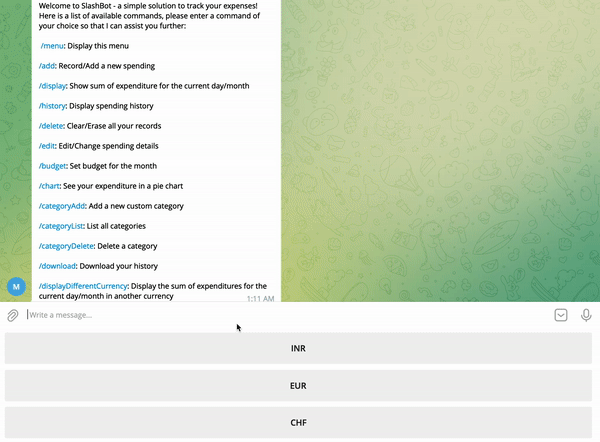 Welcome to SlashBot - a simple solution to track your expenses!
Here is a list of available commands, please enter a command of
your choice so that I can assist you further:
/menu: Display this menu
/add: Record/Add a new spending
/display: Show sum of expenditure for the current day/month
/history: Display spending history
/delete: Clear/Erase all your records
/edit: Edit/Change spending details
/budget: Set budget for the month
/chart: See your expenditure in a pie chart
/categoryAdd: Add a new custom category
/categoryList: List all categories
/categoryDelete: Delete a category
/download: Download your history
/displayDifferentCurrency: Display the sum of expenditures for the
current day/month in another currency
1:11 AM
M
Write a message...
INR
EUR
CHF